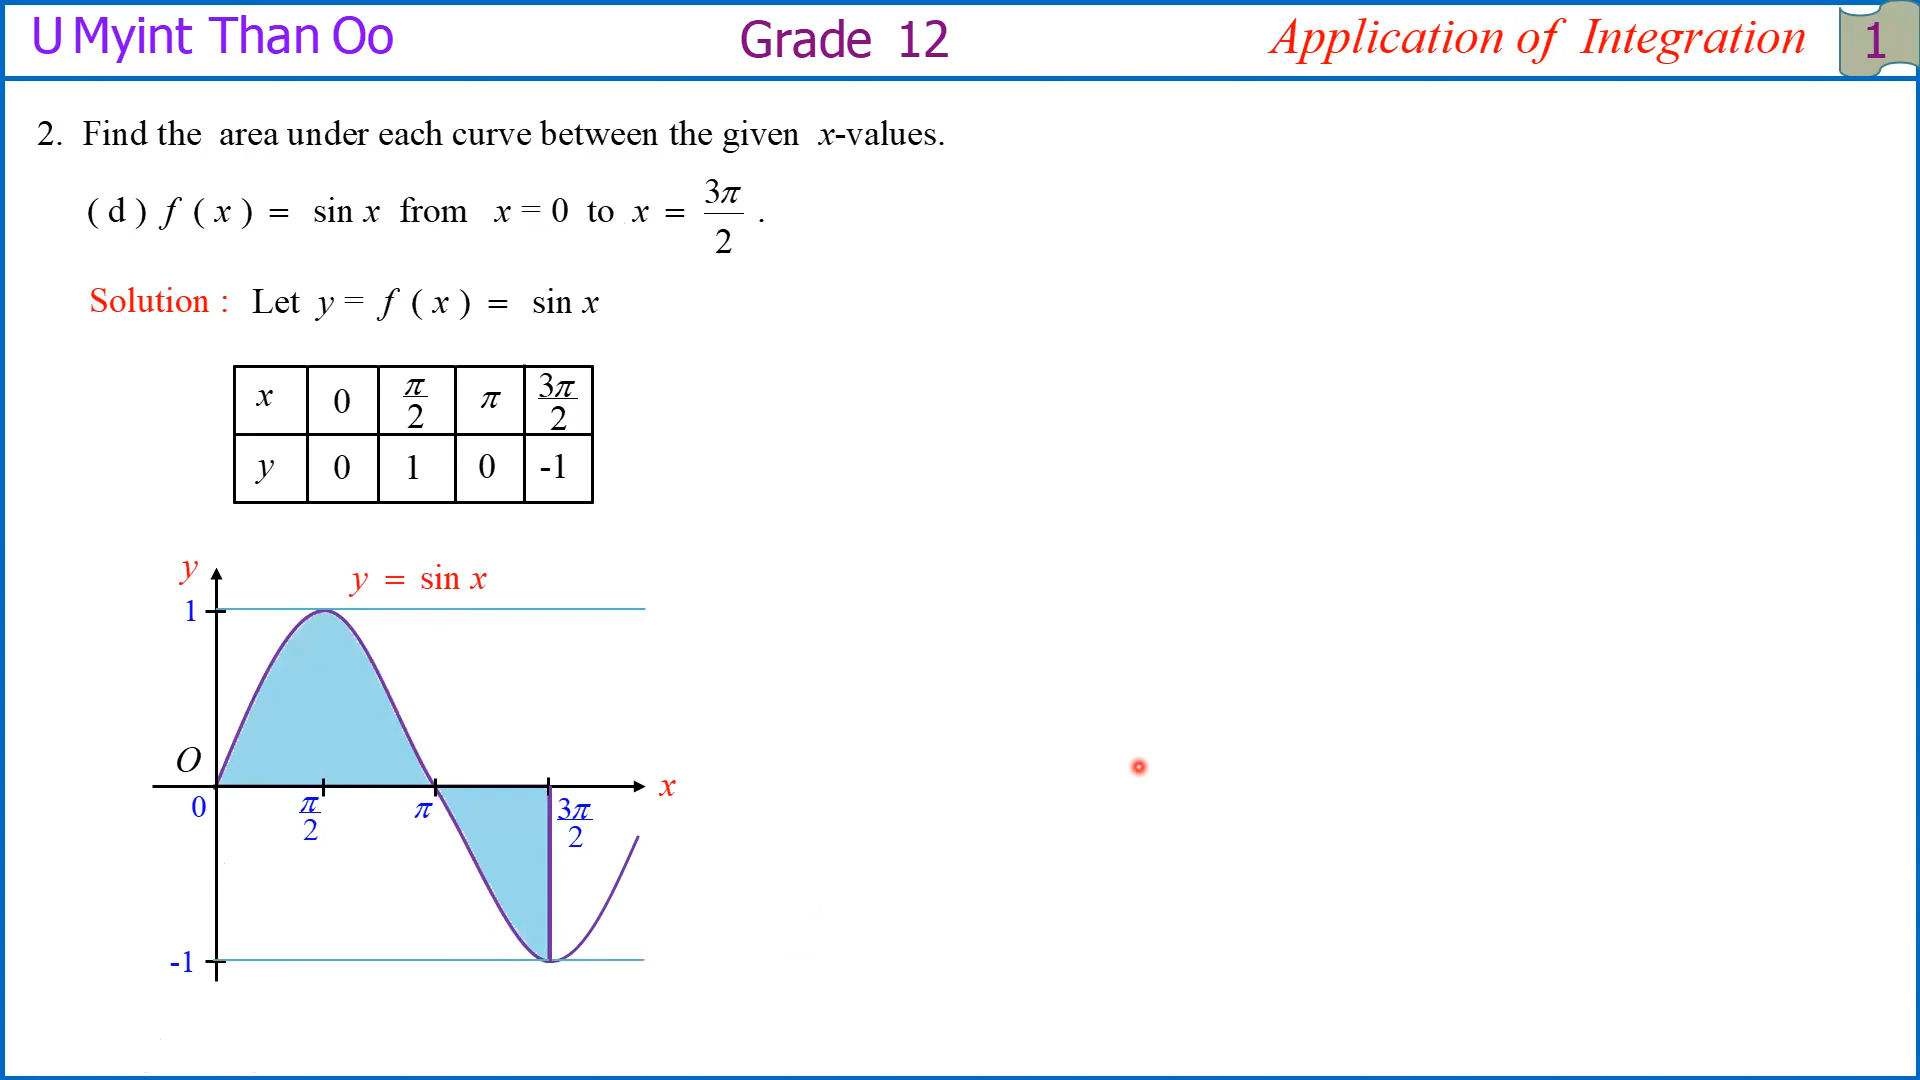 U Myint Than Oo Grade 12 Application of Integration 1
2. Find the area under each curve between the given x-values.
( d ) f ( x ) = sin x from x = 0 to x = 3π/2 .
Solution : Let y = f ( x ) = sin x
x 0 π/2 π 3π/2
y 0 1 0 -1
y
y = sin x
1
O
x
0 π/2 π 3π/2
-1